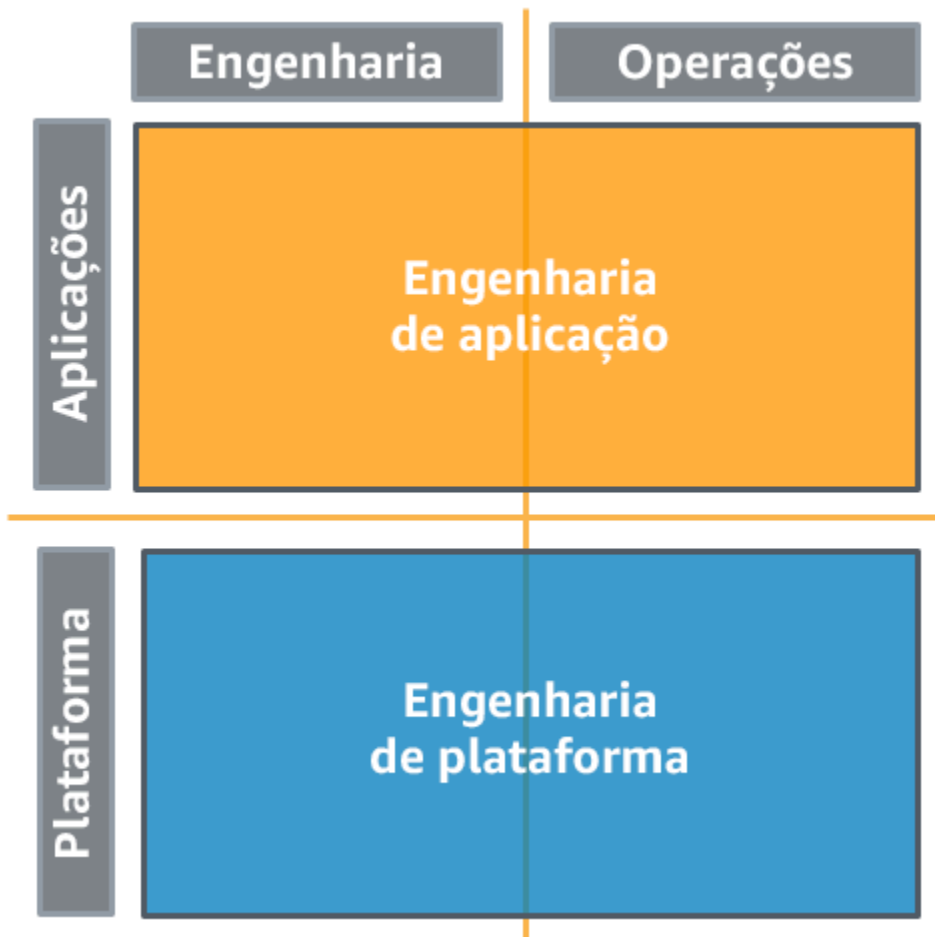 Engenharia
Operações
Aplicações
Engenharia
de aplicação
Plataforma
Engenharia
de plataforma